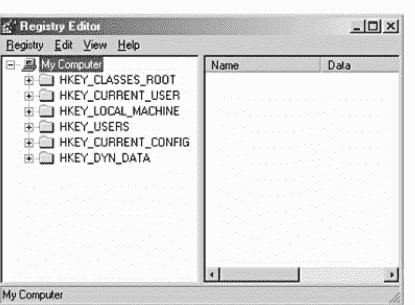 Registry Editor
Registry Edit View Help
My Computer
HKEY_CLASSES_ROOT
HKEY_CURRENT_USER
HKEY_LOCAL_MACHINE
HKEY_USERS
HKEY_CURRENT_CONFIG
HKEY_DYN_DATA
Name Data
My Computer